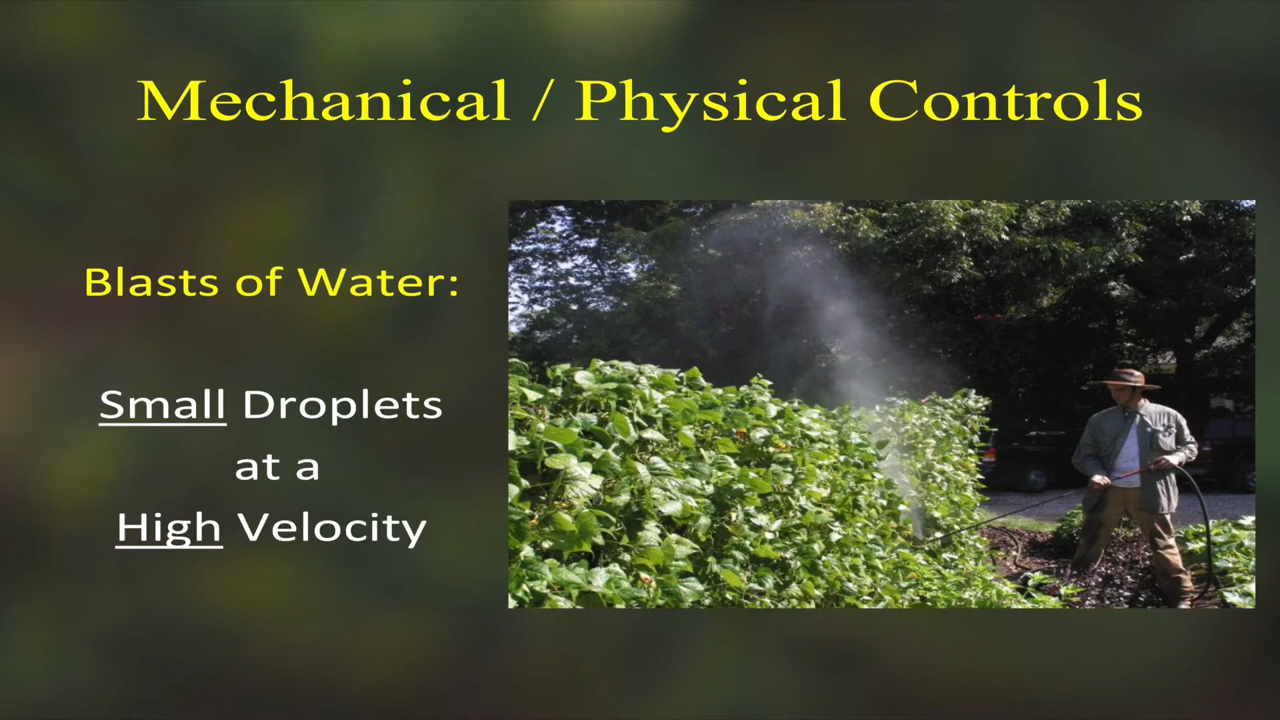 Mechanical / Physical Controls
Blasts of Water:
Small Droplets
at a
High Velocity